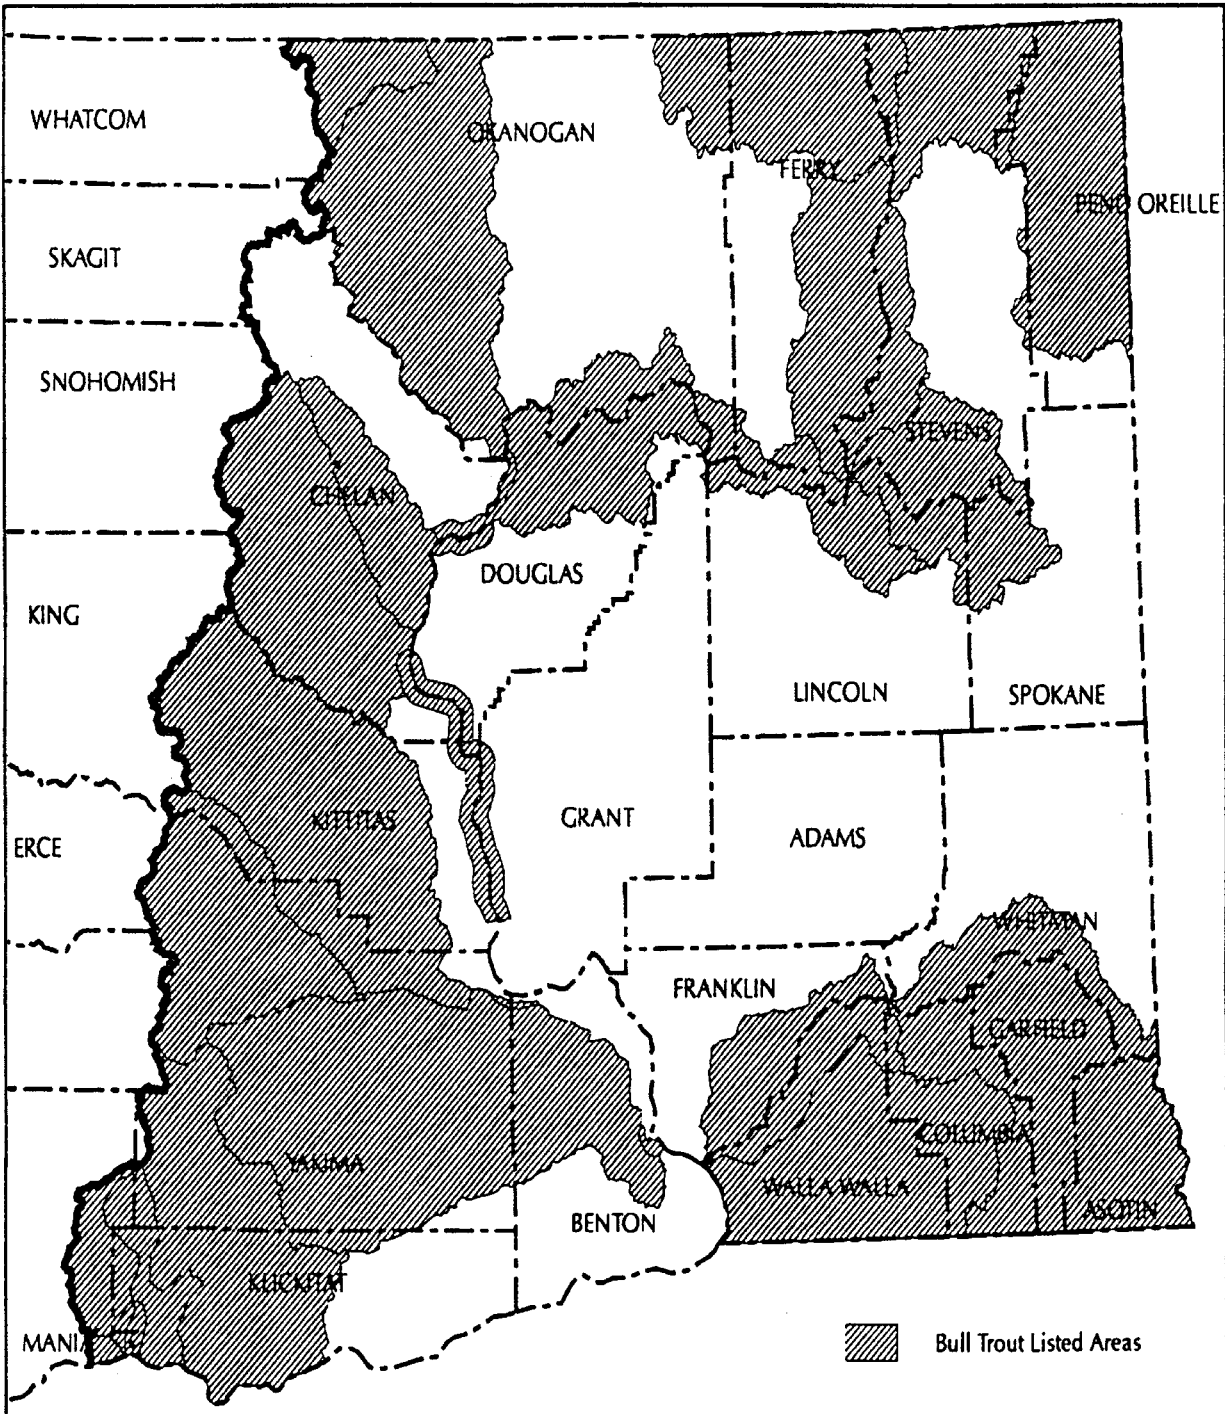 WHATCOM
OKANOGAN
FERRY
PEND OREILLE
SKAGIT
SNOHOMISH
STEVENS
CHELAN
DOUGLAS
KING
LINCOLN
SPOKANE
KITTITAS
GRANT
ADAMS
ERCE
WHITMAN
FRANKLIN
GARFIELD
COLUMBIA
YAKIMA
WALLA WALLA
ASOTIN
BENTON
KLICKITAT
MANIA
Bull Trout Listed Areas